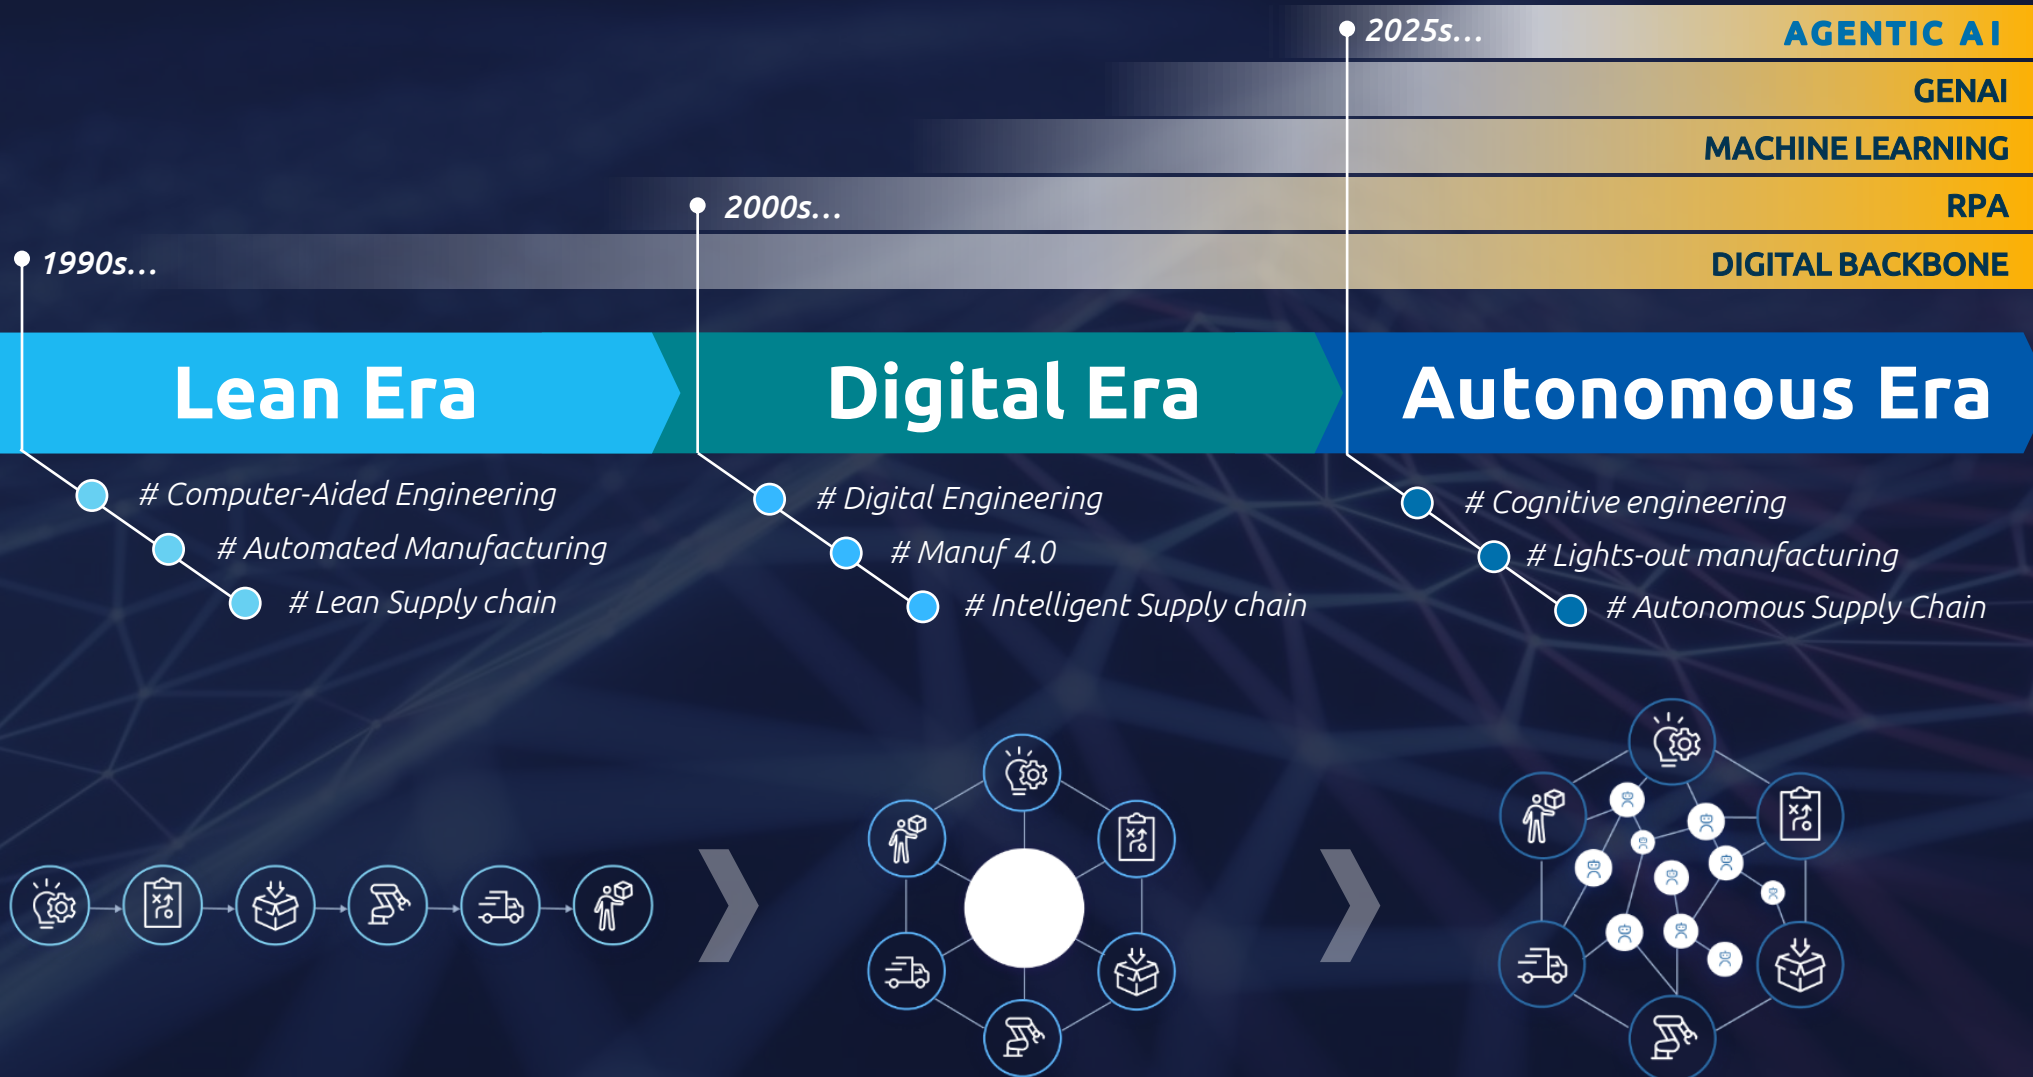 2025s...
AGENTIC AI
GENAI
MACHINE LEARNING
2000s...
RPA
1990s...
DIGITAL BACKBONE
Lean Era
Digital Era
Autonomous Era
# Computer-Aided Engineering
# Automated Manufacturing
# Lean Supply chain
# Digital Engineering
# Manuf 4.0
# Intelligent Supply chain
# Cognitive engineering
# Lights-out manufacturing
# Autonomous Supply Chain